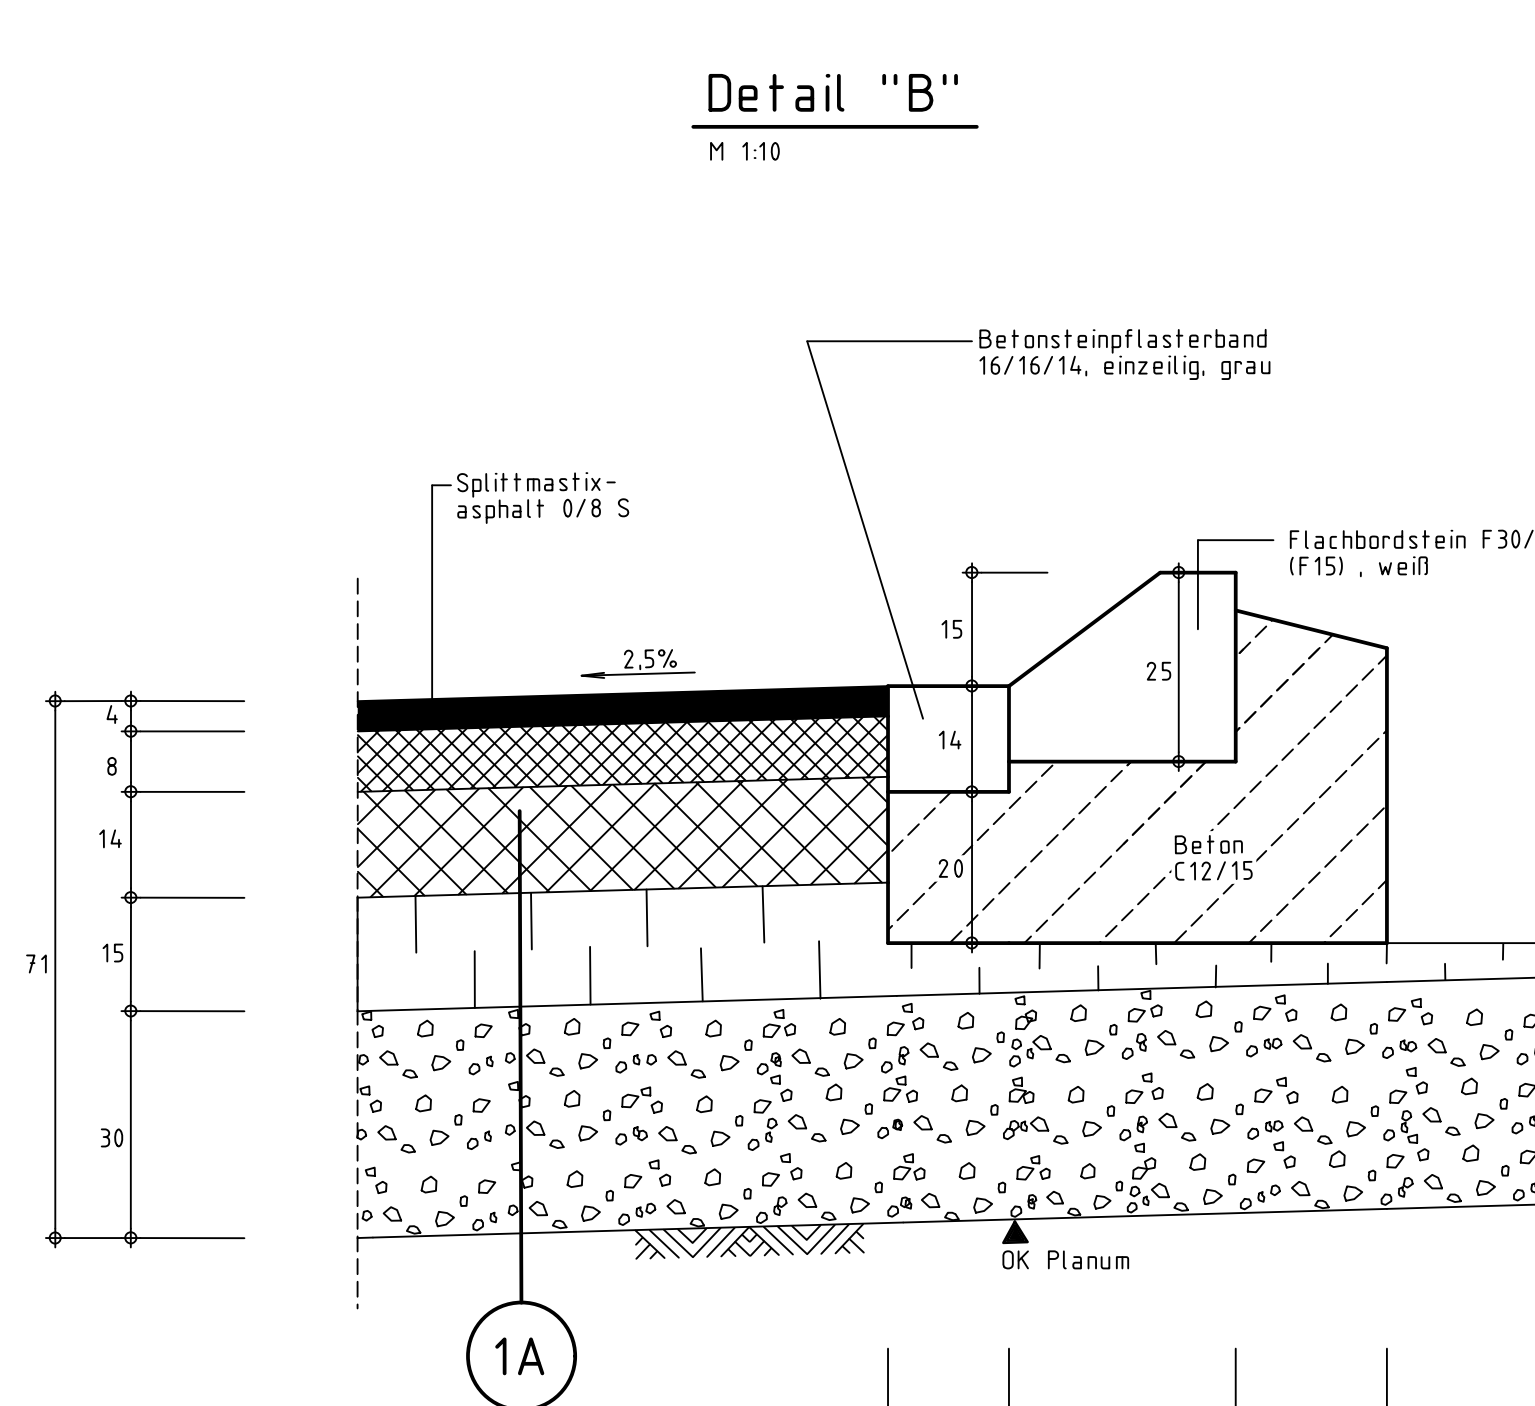 Detail "B"
M 1:10
Betonsteinpflasterband
16/16/14, einzeilig, grau
Splittmastix-
asphalt 0/8 S
Flachbordstein F30/
(F15) , weiß
15
2,5%
25
4
14
8
14
Beton
C12/15
20
15
71
30
OK Planum
1A